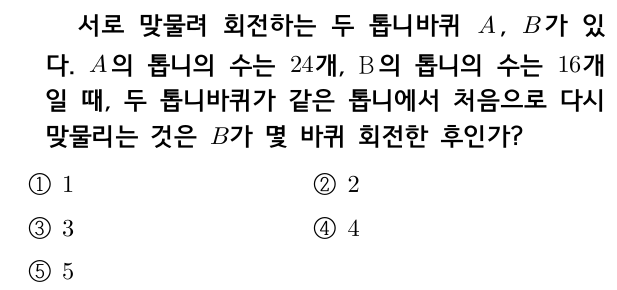 서로 맞물려 회전하는 두 톱니바퀴 A, B가 있
다. A의 톱니의 수는 24개, B의 톱니의 수는 16개
일 때, 두 톱니바퀴가 같은 톱니에서 처음으로 다시
맞물리는 것은 B가 몇 바퀴 회전한 후인가?
① 1 ② 2
③ 3 ④ 4
⑤ 5